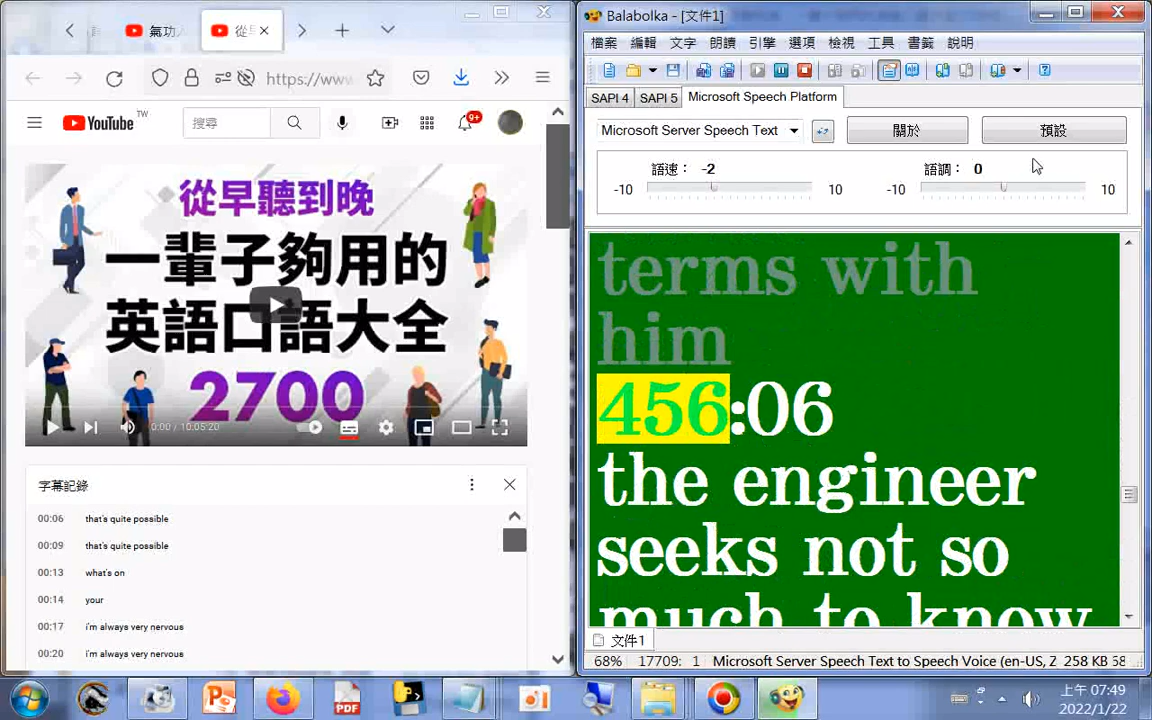 氣功人
從
https://www
YouTube TW
搜尋
9+
從早聽到晚
一輩子夠用的
英語口語大全
2700
0:00 / 10:05:20
字幕記錄
00:06 that's quite possible
00:09 that's quite possible
00:13 what's on
00:14 your
00:17 i'm always very nervous
00:20 i'm always very nervous
Balabolka - [文件1]
檔案 編輯 文字 朗讀 引擎 選項 檢視 工具 書籤 說明
SAPI 4 SAPI 5 Microsoft Speech Platform
Microsoft Server Speech Text 關於 預設
語速： -2 語調： 0
-10 10 -10 10
terms with
him
456:06
the engineer
seeks not so
much to know
文件1
68% 17709: 1 Microsoft Server Speech Text to Speech Voice (en-US, Z 258 KB
PDF
上午 07:49
2022/1/22